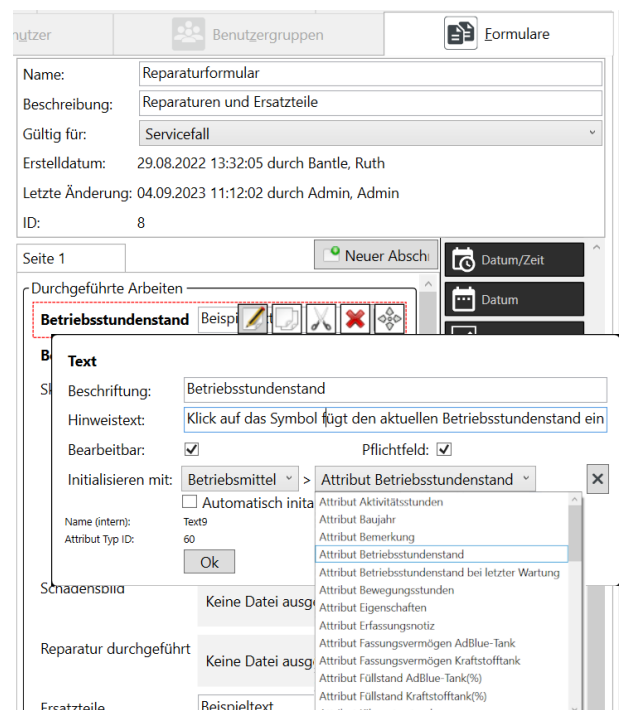 Benutzergruppen
Formulare
Name: Reparaturformular
Beschreibung: Reparaturen und Ersatzteile
Gültig für: Servicefall
Erstelldatum: 29.08.2022 13:32:05 durch Bantle, Ruth
Letzte Änderung: 04.09.2023 11:12:02 durch Admin, Admin
ID: 8
Seite 1
Neuer Abschı
Datum/Zeit
Durchgeführte Arbeiten
Datum
Betriebsstundenstand
Text
Beschriftung: Betriebsstundenstand
Hinweistext: Klick auf das Symbol fügt den aktuellen Betriebsstundenstand ein
Bearbeitbar: Pflichtfeld:
Initialisieren mit: Betriebsmittel > Attribut Betriebsstundenstand
Automatisch inita
Name (intern): Text9
Attribut Typ ID: 60
Ok
Attribut Aktivitätsstunden
Attribut Baujahr
Attribut Bemerkung
Attribut Betriebsstundenstand
Attribut Betriebsstundenstand bei letzter Wartung
Attribut Bewegungsstunden
Attribut Eigenschaften
Attribut Erfassungsnotiz
Attribut Fassungsvermögen AdBlue-Tank
Attribut Fassungsvermögen Kraftstofftank
Attribut Füllstand AdBlue-Tank(%)
Attribut Füllstand Kraftstofftank(%)
Schadensbild
Keine Datei ausg
Reparatur durchgeführt
Keine Datei ausg
Ersatzteile Beispieltext